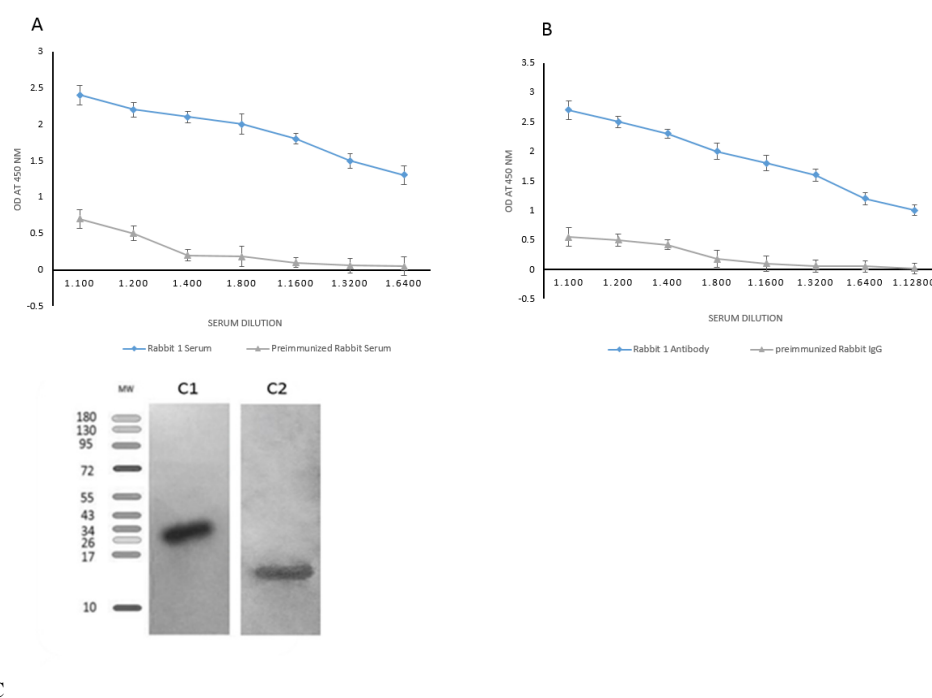 A
3
2.5
2
1.5
1
0.5
0
-0.5
OD AT 450 NM
1.100 1.200 1.400 1.800 1.1600 1.3200 1.6400
SERUM DILUTION
Rabbit 1 Serum Preimmunized Rabbit Serum
B
3.5
3
2.5
2
1.5
1
0.5
0
-0.5
OD AT 450 NM
1.100 1.200 1.400 1.800 1.1600 1.3200 1.6400 1.12800
SERUM DILUTION
Rabbit 1 Antibody preimmunized Rabbit IgG
MW C1 C2
180
130
95
72
55
43
34
26
17
10